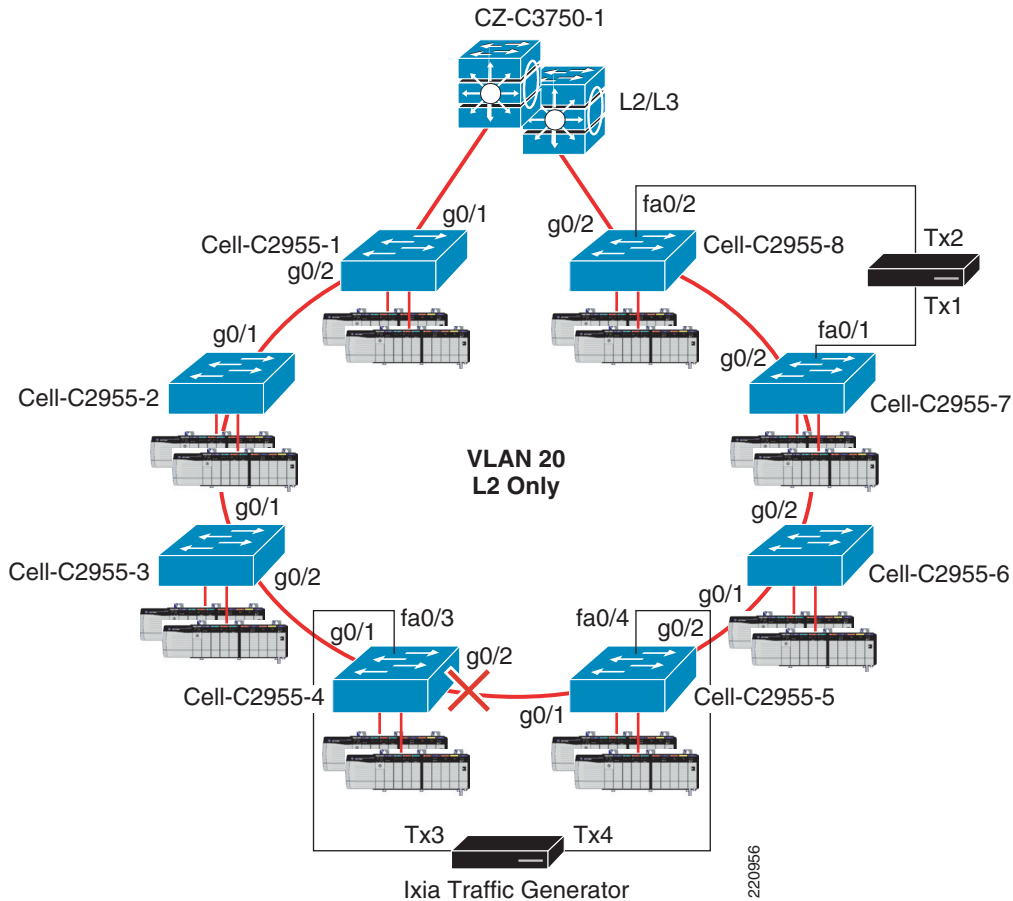 CZ-C3750-1
L2/L3
g0/1
fa0/2
g0/2
Cell-C2955-1
Cell-C2955-8
Tx2
g0/2
Tx1
g0/1
fa0/1
g0/2
Cell-C2955-2
Cell-C2955-7
VLAN 20
L2 Only
g0/1
g0/2
Cell-C2955-3
Cell-C2955-6
g0/2
g0/1
fa0/3
fa0/4
g0/1
g0/2
g0/2
Cell-C2955-4
Cell-C2955-5
g0/1
Tx3
Tx4
Ixia Traffic Generator
220956